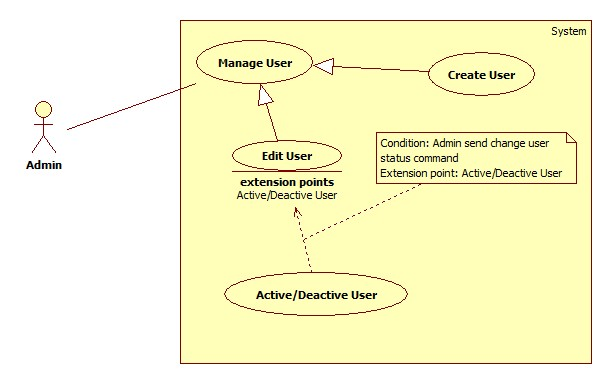 System
Manage User
Create User
Admin
Edit User
extension points
Active/Deactive User
Condition: Admin send change user
status command
Extension point: Active/Deactive User
Active/Deactive User